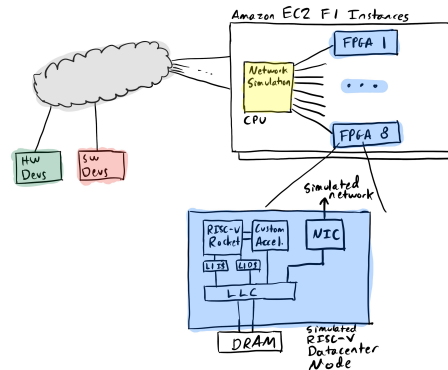 Amazon EC2 F1 Instances
FPGA 1
Network
Simulation
CPU
FPGA 8
HW
Devs
SW
Devs
Simulated
network
RISC-V
Rocket
Custom
Accel.
NIC
L1I$
L1D$
LLC
DRAM
Simulated
RISC-V
Datacenter
Node